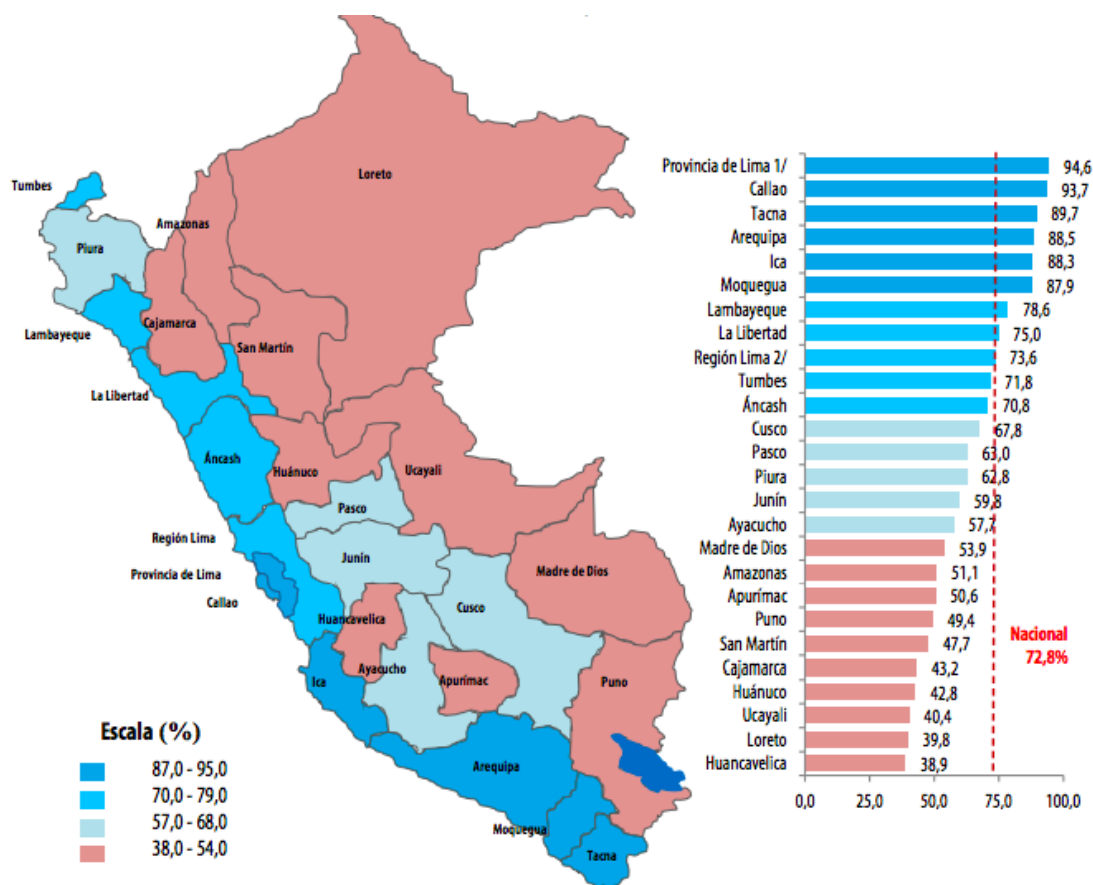 Loreto
Tumbes
Amazonas
Piura
Lambayeque
Cajamarca
San Martín
La Libertad
Áncash
Huánuco
Ucayali
Pasco
Región Lima
Junín
Provincia de Lima
Madre de Dios
Callao
Cusco
Huancavelica
Ayacucho
Ica
Apurímac
Puno
Arequipa
Moquegua
Tacna
Escala (%)
87,0 - 95,0
70,0 - 79,0
57,0 - 68,0
38,0 - 54,0
Provincia de Lima 1/ 94,6
Callao 93,7
Tacna 89,7
Arequipa 88,5
Ica 88,3
Moquegua 87,9
Lambayeque 78,6
La Libertad 75,0
Región Lima 2/ 73,6
Tumbes 71,8
Áncash 70,8
Cusco 67,8
Pasco 63,0
Piura 62,8
Junín 59,8
Ayacucho 57,7
Madre de Dios 53,9
Amazonas 51,1
Apurímac 50,6
Puno 49,4
San Martín 47,7
Cajamarca 43,2
Huánuco 42,8
Ucayali 40,4
Loreto 39,8
Huancavelica 38,9
Nacional
72,8%
0,0 25,0 50,0 75,0 100,0